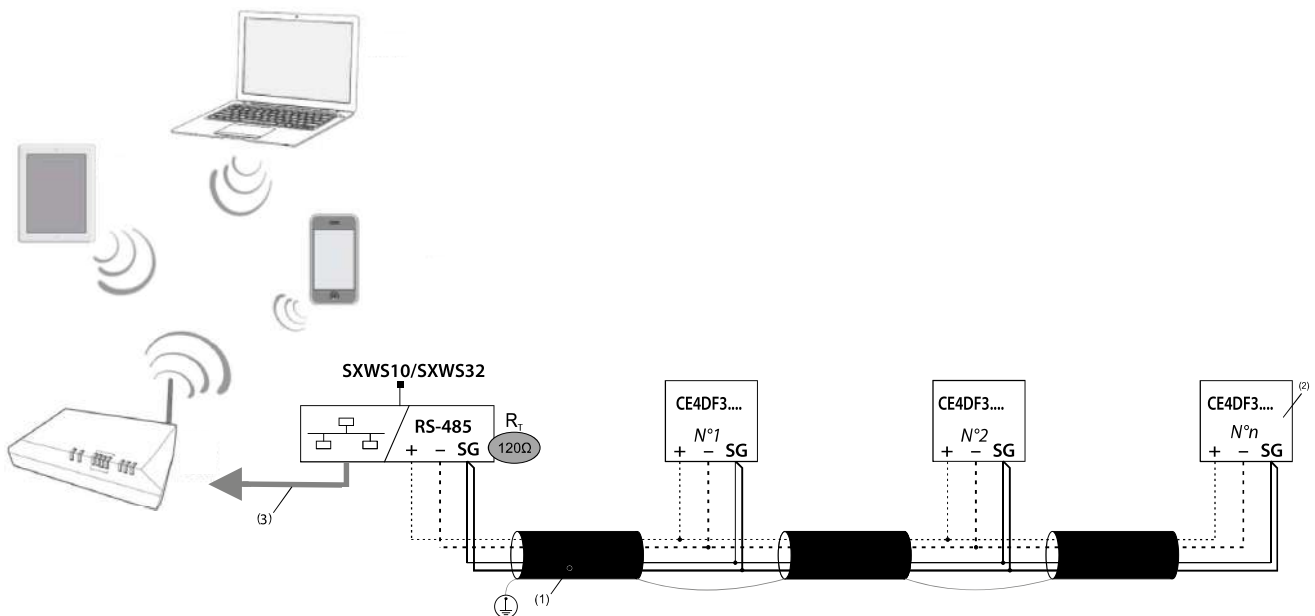 SXWS10/SXWS32
RS-485
+ – SG
R_T
120Ω
CE4DF3....
N°1
+ – SG
CE4DF3....
N°2
+ – SG
CE4DF3....
N°n
+ – SG
(2)
(3)
(1)